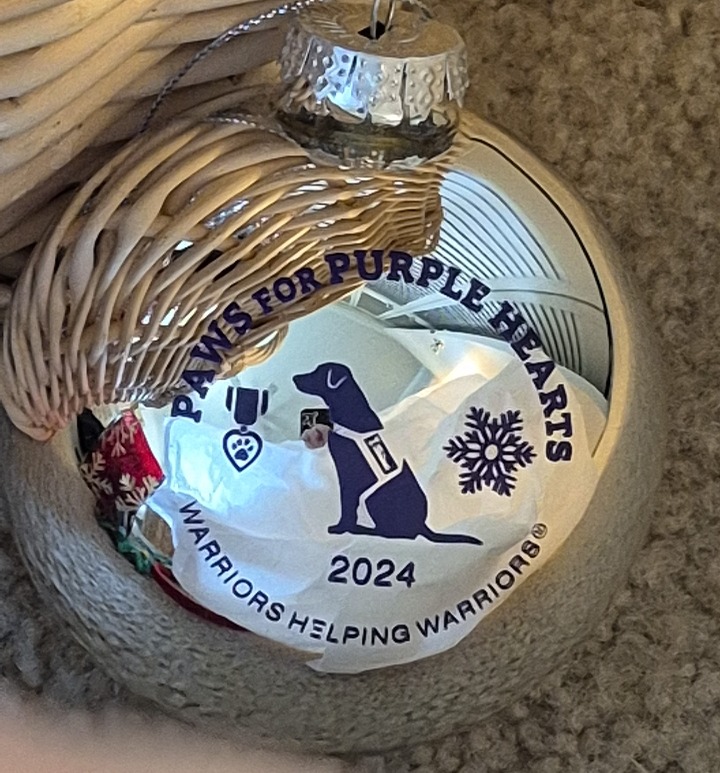 PAWS FOR PURPLE HEARTS
2024
WARRIORS HELPING WARRIORS®